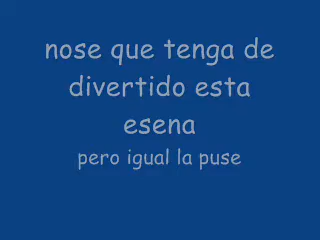 nose que tenga de
divertido esta
esena
pero igual la puse